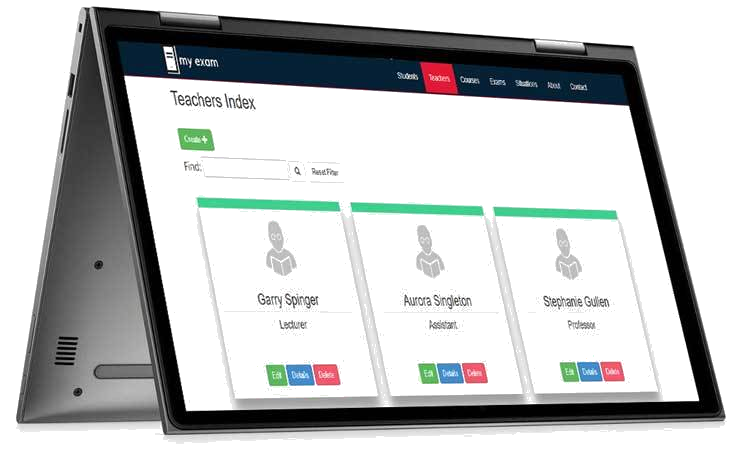 my exam
Students Teachers Courses Exams Situations About Contact
Teachers Index
Create +
Find: Reset Filter
Garry Spinger Aurora Singleton Stephanie Gullen
Lecturer Assistant Professor
Edit Details Delete Edit Details Delete Edit Details Delete